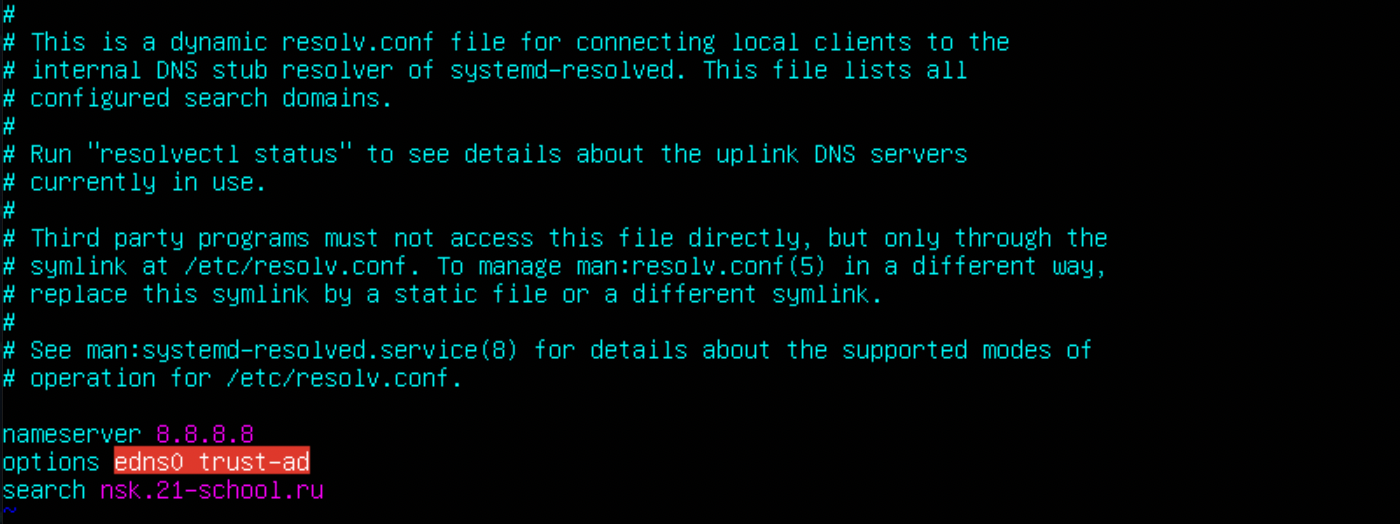 #
# This is a dynamic resolv.conf file for connecting local clients to the
# internal DNS stub resolver of systemd-resolved. This file lists all
# configured search domains.
#
# Run "resolvectl status" to see details about the uplink DNS servers
# currently in use.
#
# Third party programs must not access this file directly, but only through the
# symlink at /etc/resolv.conf. To manage man:resolv.conf(5) in a different way,
# replace this symlink by a static file or a different symlink.
#
# See man:systemd-resolved.service(8) for details about the supported modes of
# operation for /etc/resolv.conf.
nameserver 8.8.8.8
options edns0 trust-ad
search nsk.21-school.ru
~